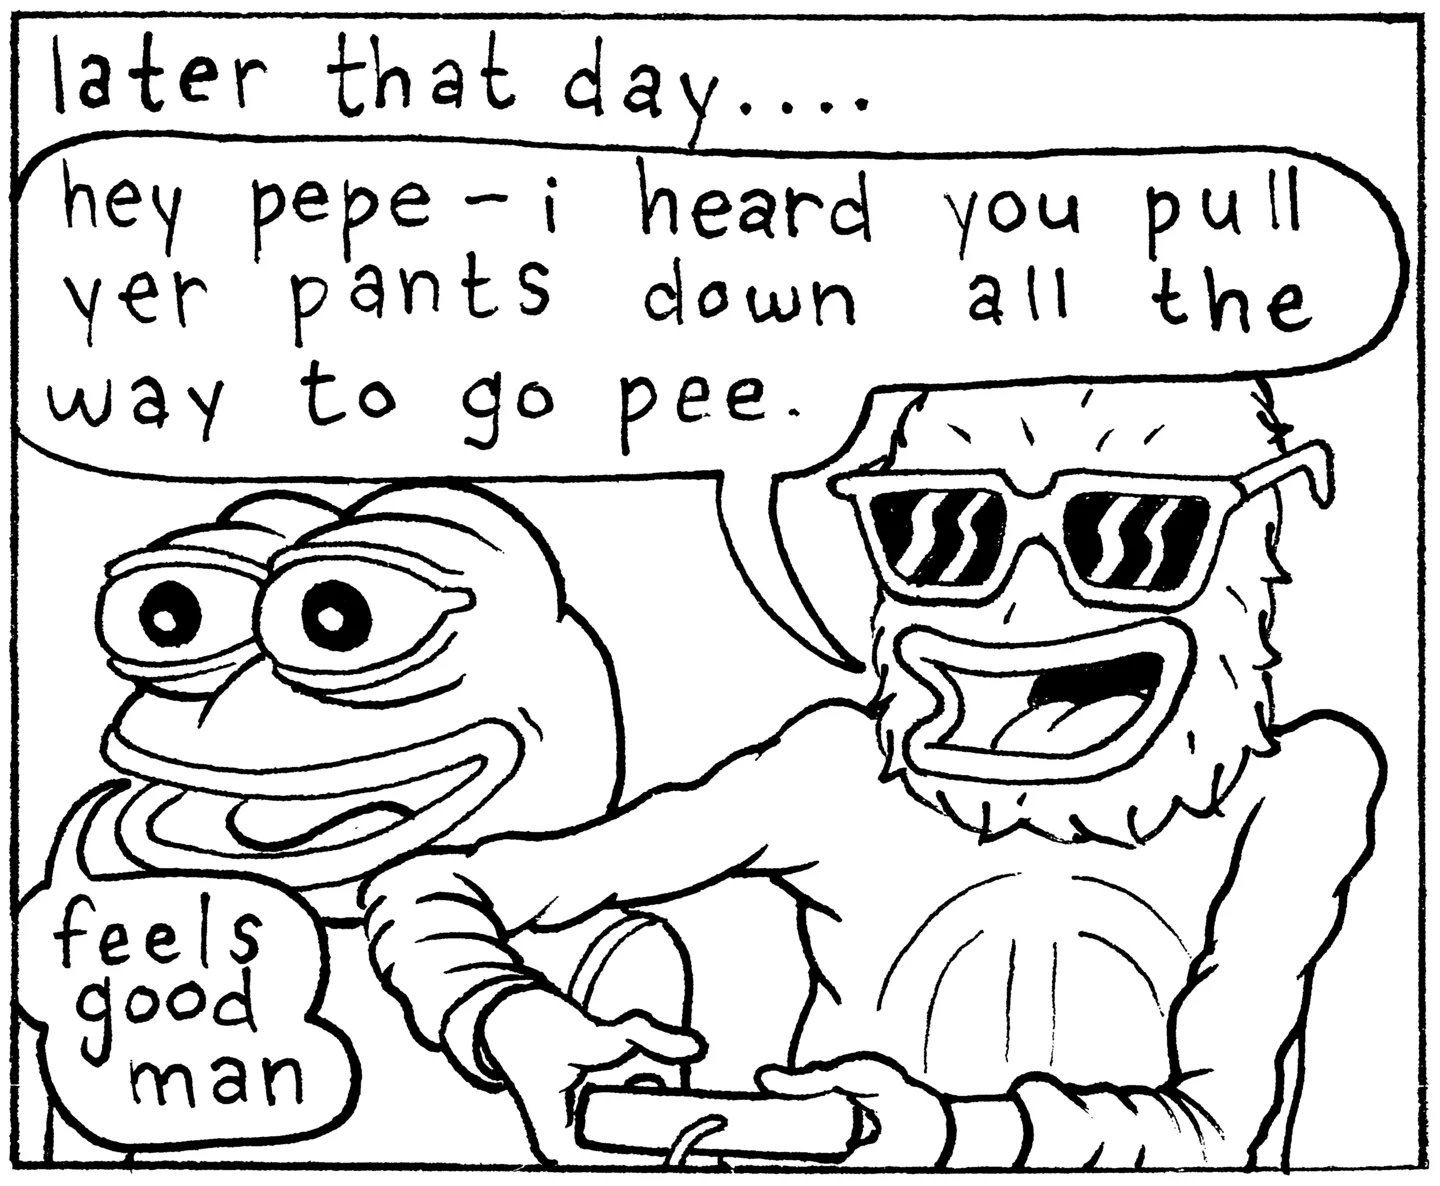 later that day....
hey pepe - i heard you pull
yer pants down all the
way to go pee.
feels
good
man